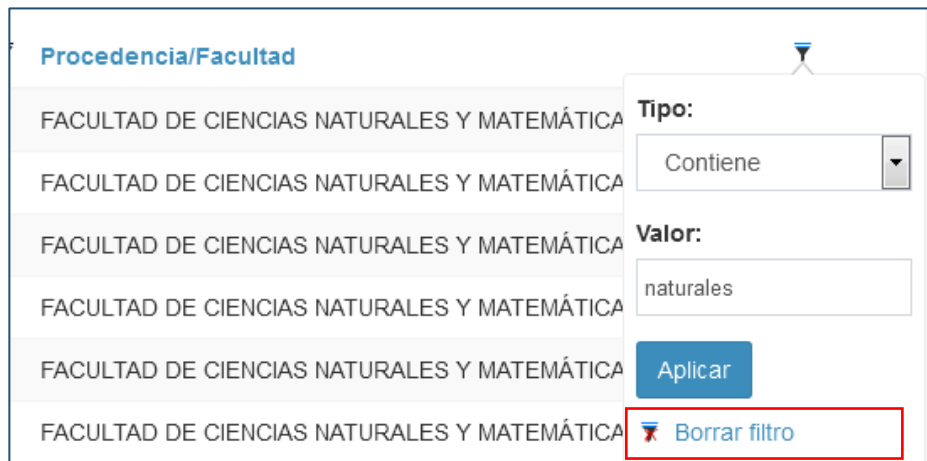 Procedencia/Facultad
FACULTAD DE CIENCIAS NATURALES Y MATEMÁTICA
FACULTAD DE CIENCIAS NATURALES Y MATEMÁTICA
FACULTAD DE CIENCIAS NATURALES Y MATEMÁTICA
FACULTAD DE CIENCIAS NATURALES Y MATEMÁTICA
FACULTAD DE CIENCIAS NATURALES Y MATEMÁTICA
FACULTAD DE CIENCIAS NATURALES Y MATEMÁTICA
Tipo:
Contiene
Valor:
naturales
Aplicar
Borrar filtro